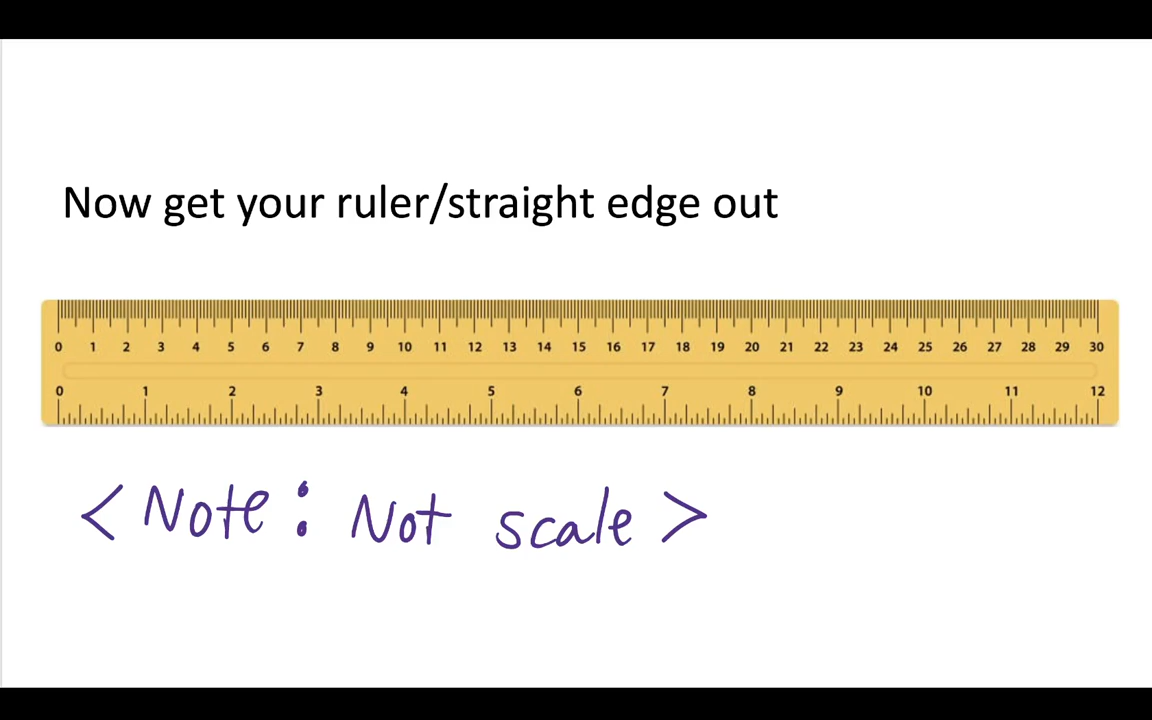 Now get your ruler/straight edge out
0 1 2 3 4 5 6 7 8 9 10 11 12 13 14 15 16 17 18 19 20 21 22 23 24 25 26 27 28 29 30
0 1 2 3 4 5 6 7 8 9 10 11 12
<Note: Not scale>